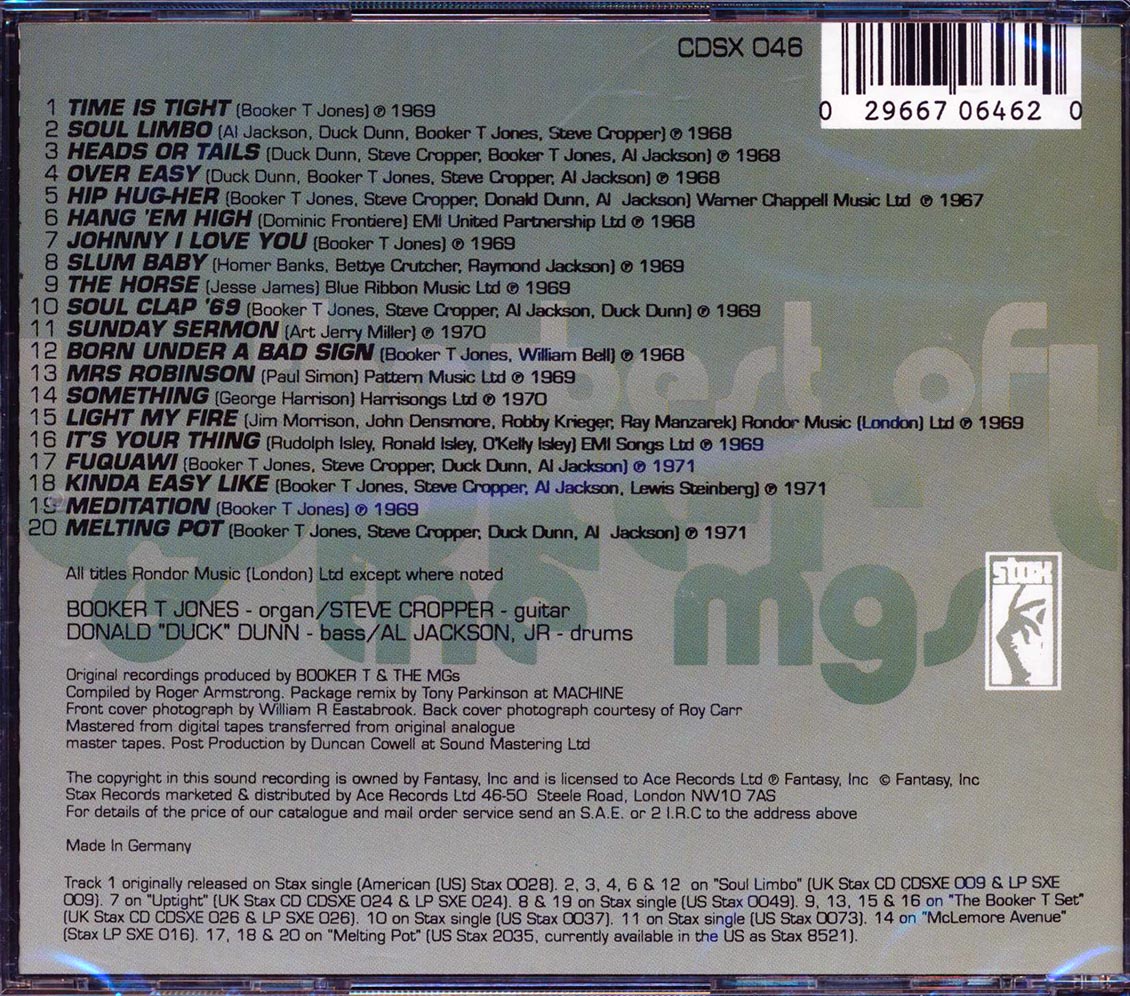 CDSX 046
0 29667 06462 0
1 TIME IS TIGHT (Booker T Jones) ℗ 1969
2 SOUL LIMBO (Al Jackson, Duck Dunn, Booker T Jones, Steve Cropper) ℗ 1968
3 HEADS OR TAILS (Duck Dunn, Steve Cropper, Booker T Jones, Al Jackson) ℗ 1968
4 OVER EASY (Duck Dunn, Booker T Jones, Steve Cropper, Al Jackson) ℗ 1968
5 HIP HUG-HER (Booker T Jones, Steve Cropper, Donald Dunn, Al Jackson) Warner Chappell Music Ltd ℗ 1967
6 HANG 'EM HIGH (Dominic Frontiere) EMI United Partnership Ltd ℗ 1968
7 JOHNNY I LOVE YOU (Booker T Jones) ℗ 1969
8 SLUM BABY (Homer Banks, Bettye Crutcher, Raymond Jackson) ℗ 1969
9 THE HORSE (Jesse James) Blue Ribbon Music Ltd ℗ 1969
10 SOUL CLAP '69 (Booker T Jones, Steve Cropper, Al Jackson, Duck Dunn) ℗ 1969
11 SUNDAY SERMON (Art Jerry Miller) ℗ 1970
12 BORN UNDER A BAD SIGN (Booker T Jones, William Bell) ℗ 1968
13 MRS ROBINSON (Paul Simon) Pattern Music Ltd ℗ 1969
14 SOMETHING (George Harrison) Harrisongs Ltd ℗ 1970
15 LIGHT MY FIRE (Jim Morrison, John Densmore, Robby Krieger, Ray Manzarek) Rondor Music (London) Ltd ℗ 1969
16 IT'S YOUR THING (Rudolph Isley, Ronald Isley, O'Kelly Isley) EMI Songs Ltd ℗ 1969
17 FUQUAWI (Booker T Jones, Steve Cropper, Duck Dunn, Al Jackson) ℗ 1971
18 KINDA EASY LIKE (Booker T Jones, Steve Cropper, Al Jackson, Lewis Steinberg) ℗ 1971
19 MEDITATION (Booker T Jones) ℗ 1969
20 MELTING POT (Booker T Jones, Steve Cropper, Duck Dunn, Al Jackson) ℗ 1971
best of
& the mgs
All titles Rondor Music (London) Ltd except where noted
stax
BOOKER T JONES - organ/STEVE CROPPER - guitar
DONALD "DUCK" DUNN - bass/AL JACKSON, JR - drums
Original recordings produced by BOOKER T & THE MGs
Compiled by Roger Armstrong. Package remix by Tony Parkinson at MACHINE
Front cover photograph by William R Eastabrook. Back cover photograph courtesy of Roy Carr
Mastered from digital tapes transferred from original analogue
master tapes. Post Production by Duncan Cowell at Sound Mastering Ltd
The copyright in this sound recording is owned by Fantasy, Inc and is licensed to Ace Records Ltd ℗ Fantasy, Inc © Fantasy, Inc
Stax Records marketed & distributed by Ace Records Ltd 46-50 Steele Road, London NW10 7AS
For details of the price of our catalogue and mail order service send an S.A.E. or 2 I.R.C to the address above
Made In Germany
Track 1 originally released on Stax single (American (US) Stax 0028). 2, 3, 4, 6 & 12 on "Soul Limbo" (UK Stax CD CDSXE 009 & LP SXE
009). 7 on "Uptight" (UK Stax CD CDSXE 024 & LP SXE 024). 8 & 19 on Stax single (US Stax 0049). 9, 13, 15 & 16 on "The Booker T Set"
(UK Stax CD CDSXE 026 & LP SXE 026). 10 on Stax single (US Stax 0037). 11 on Stax single (US Stax 0073). 14 on "McLemore Avenue"
(Stax LP SXE 016). 17, 18 & 20 on "Melting Pot" (US Stax 2035, currently available in the US as Stax 8521).